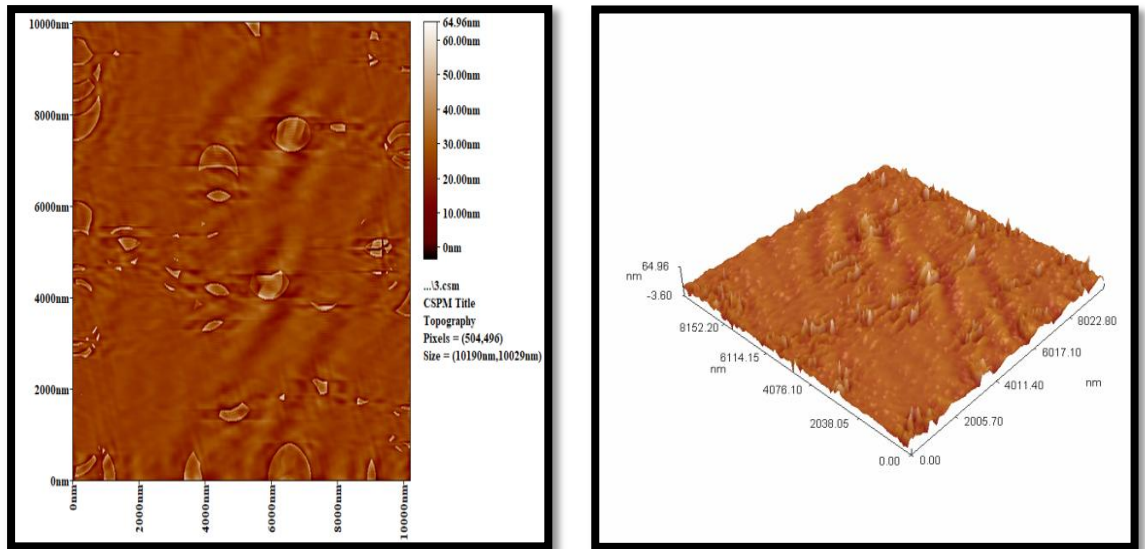 10000nm
8000nm
6000nm
4000nm
2000nm
0nm
0nm
2000nm
4000nm
6000nm
8000nm
10000nm
64.96nm
60.00nm
50.00nm
40.00nm
30.00nm
20.00nm
10.00nm
0nm
...\3.csm
CSPM Title
Topography
Pixels = (504,496)
Size = (10190nm,10029nm)
64.96
nm
-3.60
8152.20
6114.15
nm
4076.10
2038.05
0.00
0.00
2005.70
4011.40
nm
6017.10
8022.80